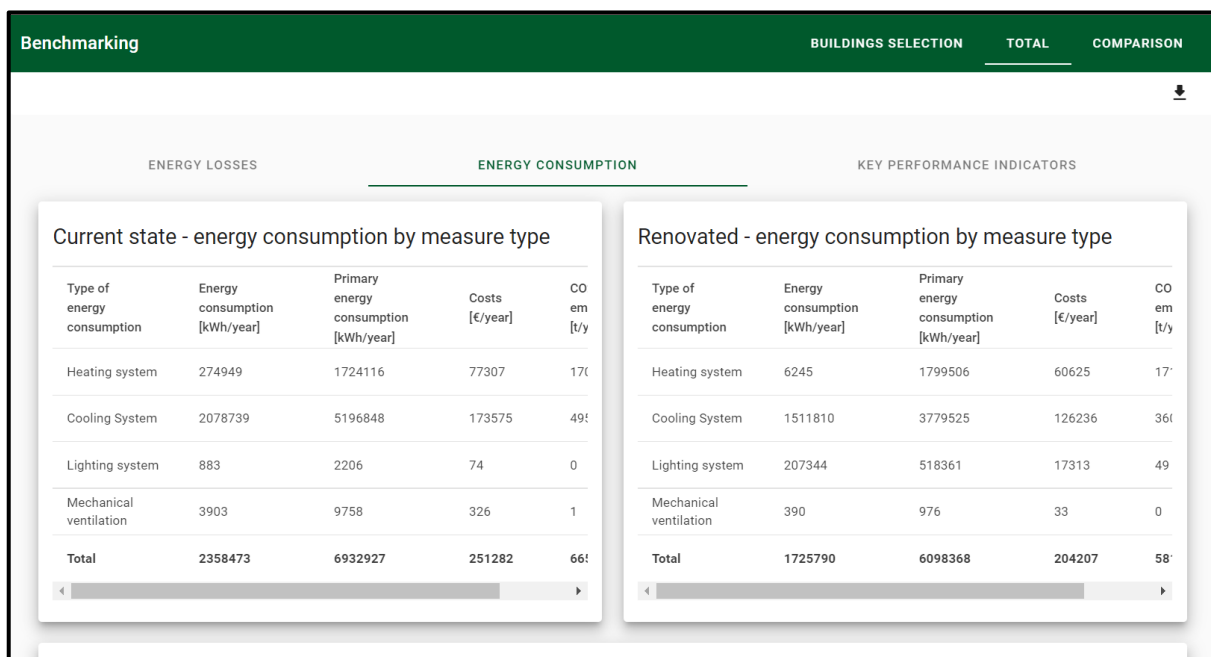 Benchmarking BUILDINGS SELECTION TOTAL COMPARISON
ENERGY LOSSES ENERGY CONSUMPTION KEY PERFORMANCE INDICATORS
Current state - energy consumption by measure type
Type of energy consumption Energy consumption [kWh/year] Primary energy consumption [kWh/year] Costs [€/year]
Heating system 274949 1724116 77307
Cooling System 2078739 5196848 173575
Lighting system 883 2206 74 0
Mechanical ventilation 3903 9758 326 1
Total 2358473 6932927 251282
Renovated - energy consumption by measure type
Type of energy consumption Energy consumption [kWh/year] Primary energy consumption [kWh/year] Costs [€/year]
Heating system 6245 1799506 60625
Cooling System 1511810 3779525 126236
Lighting system 207344 518361 17313 49
Mechanical ventilation 390 976 33 0
Total 1725790 6098368 204207